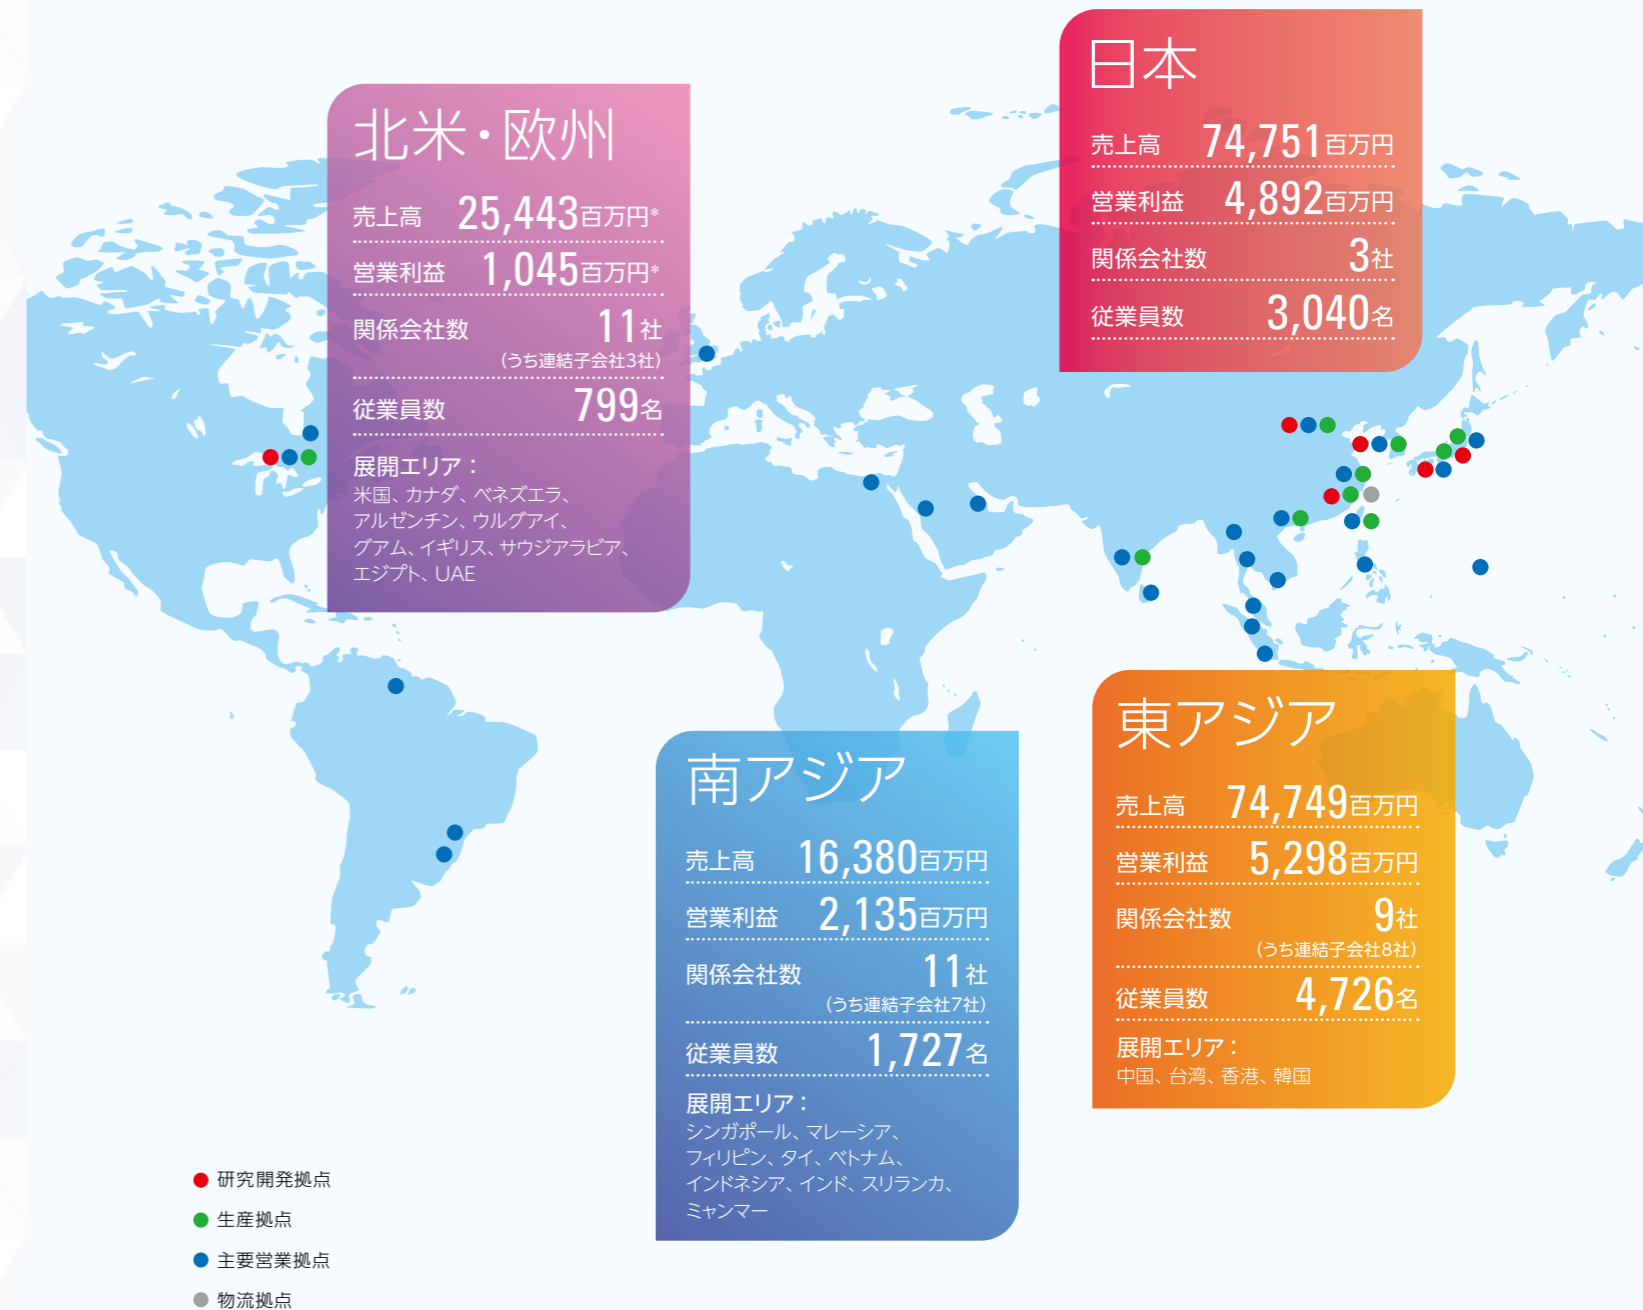 北米・欧州
売上高 25,443百万円*
営業利益 1,045百万円*
関係会社数 11社
(うち連結子会社3社)
従業員数 799名
展開エリア：
米国、カナダ、ベネズエラ、
アルゼンチン、ウルグアイ、
グアム、イギリス、サウジアラビア、
エジプト、UAE
日本
売上高 74,751百万円
営業利益 4,892百万円
関係会社数 3社
従業員数 3,040名
南アジア
売上高 16,380百万円
営業利益 2,135百万円
関係会社数 11社
(うち連結子会社7社)
従業員数 1,727名
展開エリア：
シンガポール、マレーシア、
フィリピン、タイ、ベトナム、
インドネシア、インド、スリランカ、
ミャンマー
東アジア
売上高 74,749百万円
営業利益 5,298百万円
関係会社数 9社
(うち連結子会社8社)
従業員数 4,726名
展開エリア：
中国、台湾、香港、韓国
研究開発拠点
生産拠点
主要営業拠点
物流拠点